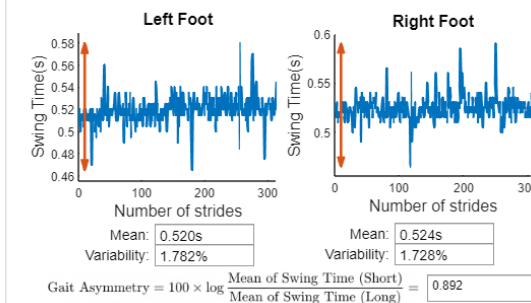 Left Foot
Right Foot
Swing Time(s)
0.58
0.56
0.54
0.52
0.5
0.48
0.46
0
100
200
300
Number of strides
Swing Time(s)
0.6
0.55
0.5
0
100
200
30
Number of strides
Mean: 0.520s
Variability: 1.782%
Mean: 0.524s
Variability: 1.728%
Gait Asymmetry = 100 × log Mean of Swing Time (Short) / Mean of Swing Time (Long) = 0.892